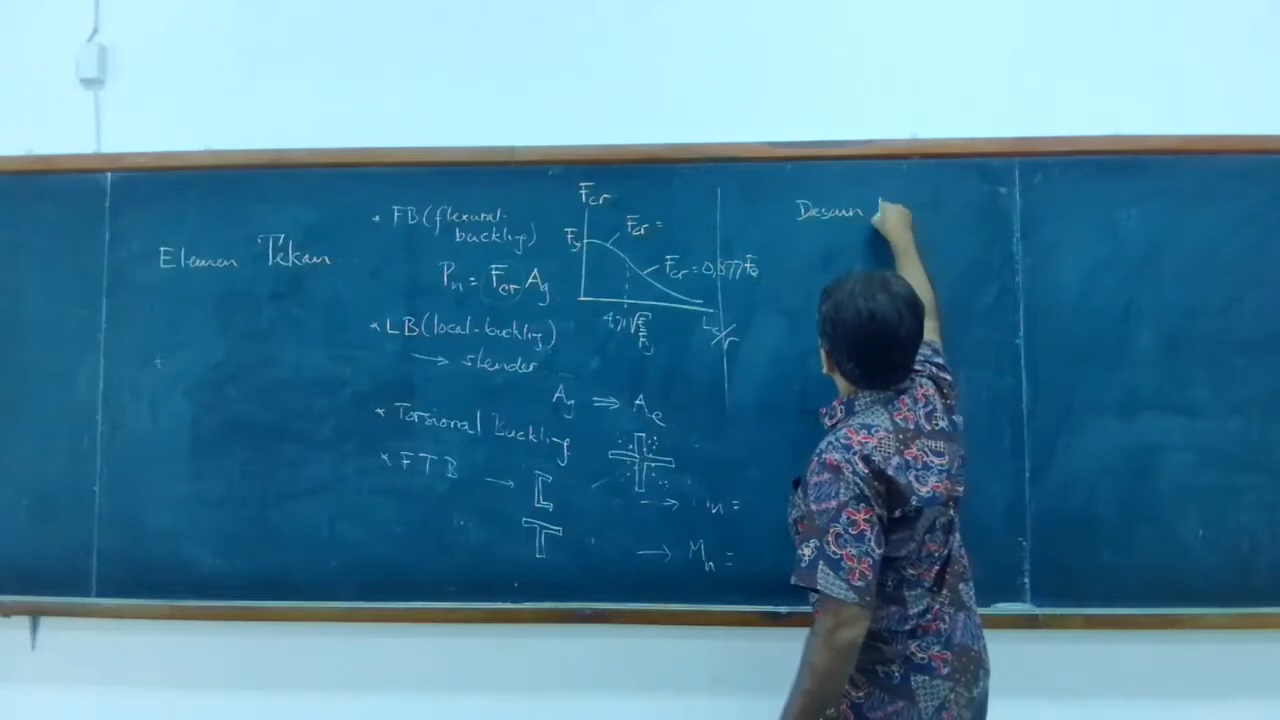 Elemen Tekan
* FB (flexural-
buckling)
Pn = Fcr Ag
* LB (local-buckling)
→ slender
Ag ⇒ Ae
* Torsional Buckling
* FTB →
→ n =
→ Mn =
Fcr
Fy
Fcr =
Fcr = 0,877 Fe
4,71√E/Fy
Lc/r
Desain